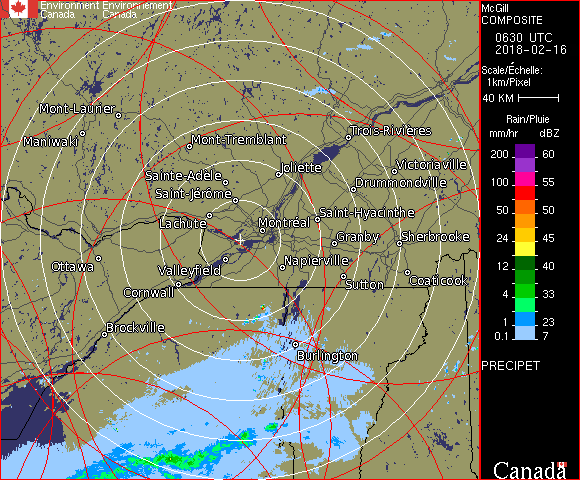 Environment Environnement
Canada Canada
McGill
COMPOSITE
0630 UTC
2018-02-16
Scale/Échelle:
1km/Pixel
40 KM
Rain/Pluie
mm/hr dBZ
200 60
155
100 55
50 50
24 45
12 40
4 33
1 23
0.1 7
PRECIPET
Canada
Mont-Laurier
Maniwaki
Mont-Tremblant
Trois-Rivières
Joliette
Victoriaville
Sainte-Adèle
Drummondville
Saint-Jérôme
Lachute
Saint-Hyacinthe
Montréal
Granby
Sherbrooke
Ottawa
Valleyfield
Napierville
Cornwall
Sutton
Coaticook
Brockville
Burlington